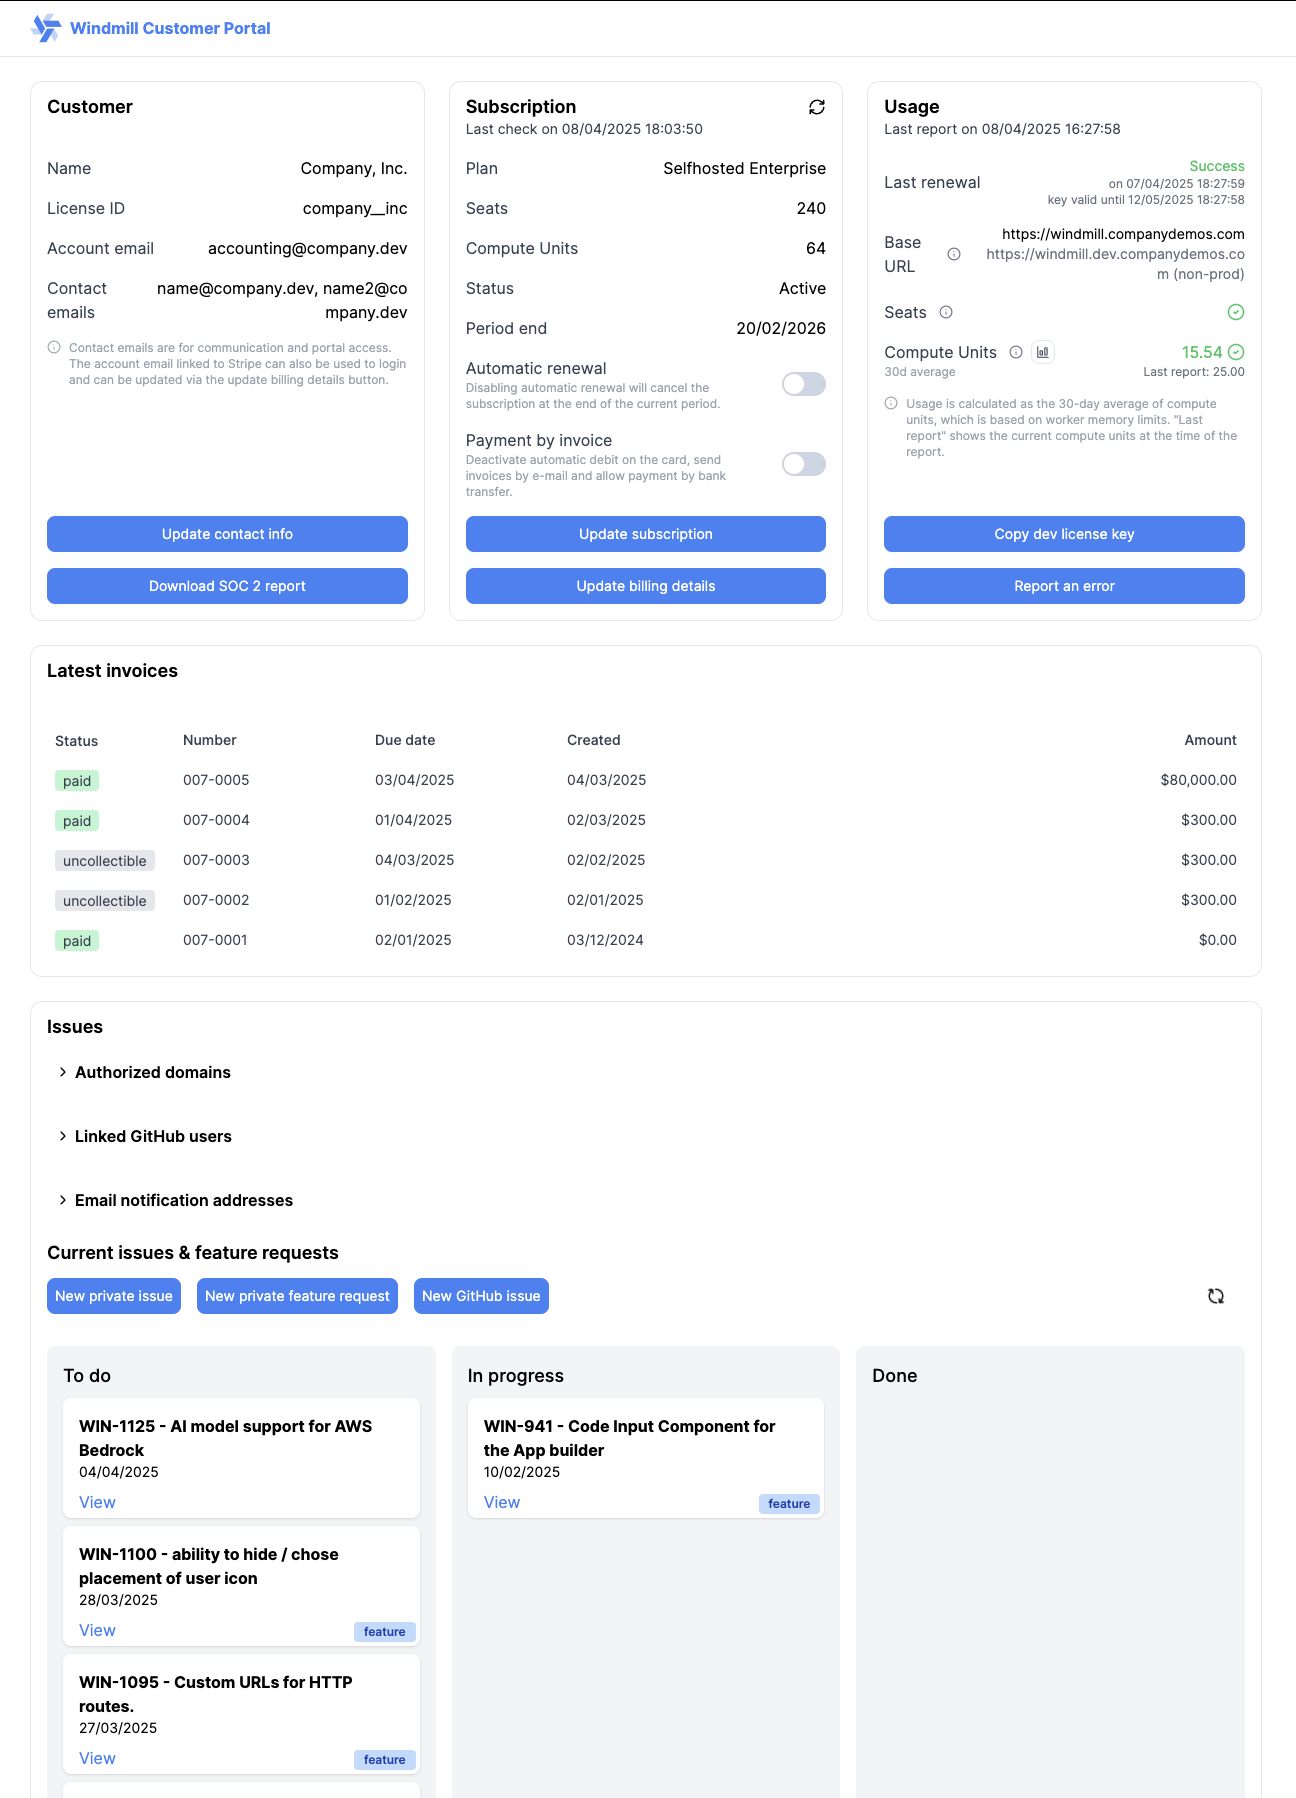 Windmill Customer Portal
Customer
Name
Company, Inc.
License ID
company__inc
Account email
accounting@company.dev
Contact
emails
name@company.dev, name2@co
mpany.dev
Contact emails are for communication and portal access.
The account email linked to Stripe can also be used to login
and can be updated via the update billing details button.
Update contact info
Download SOC 2 report
Subscription
Last check on 08/04/2025 18:03:50
Plan
Selfhosted Enterprise
Seats
240
Compute Units
64
Status
Active
Period end
20/02/2026
Automatic renewal
Disabling automatic renewal will cancel the
subscription at the end of the current period.
Payment by invoice
Deactivate automatic debit on the card, send
invoices by e-mail and allow payment by bank
transfer.
Update subscription
Update billing details
Usage
Last report on 08/04/2025 16:27:58
Last renewal
Success
on 07/04/2025 18:27:59
key valid until 12/05/2025 18:27:58
Base
URL
https://windmill.companydemos.com
https://windmill.dev.companydemos.co
m (non-prod)
Seats
Compute Units
15.54
30d average
Last report: 25.00
Usage is calculated as the 30-day average of compute
units, which is based on worker memory limits. "Last
report" shows the current compute units at the time of the
report.
Copy dev license key
Report an error
Latest invoices
Status Number Due date Created Amount
paid 007-0005 03/04/2025 04/03/2025 $80,000.00
paid 007-0004 01/04/2025 02/03/2025 $300.00
uncollectible 007-0003 04/03/2025 02/02/2025 $300.00
uncollectible 007-0002 01/02/2025 02/01/2025 $300.00
paid 007-0001 02/01/2025 03/12/2024 $0.00
Issues
Authorized domains
Linked GitHub users
Email notification addresses
Current issues & feature requests
New private issue
New private feature request
New GitHub issue
To do
WIN-1125 - AI model support for AWS
Bedrock
04/04/2025
View
WIN-1100 - ability to hide / chose
placement of user icon
28/03/2025
View
feature
WIN-1095 - Custom URLs for HTTP
routes.
27/03/2025
View
feature
In progress
WIN-941 - Code Input Component for
the App builder
10/02/2025
View
feature
Done